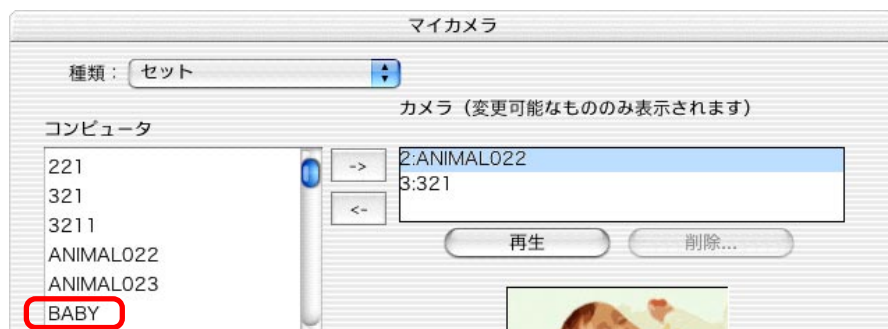 マイカメラ
種類： セット
カメラ（変更可能なもののみ表示されます）
コンピュータ
221
321
3211
ANIMAL022
ANIMAL023
BABY
->
<-
2:ANIMAL022
3:321
再生
削除...